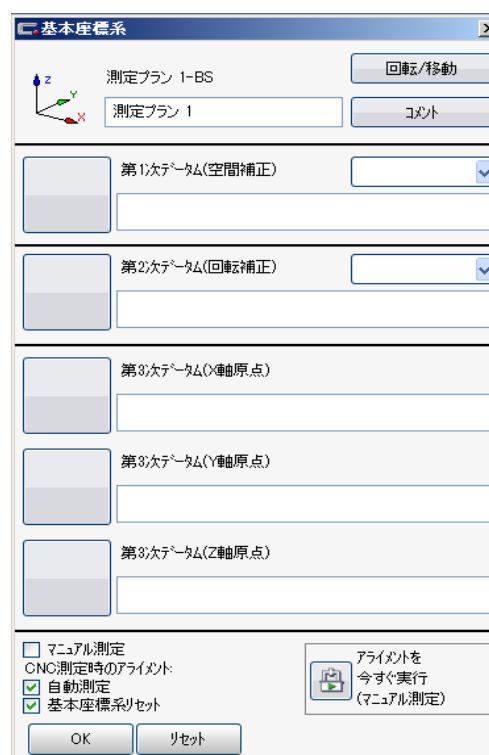 基本座標系
Z
Y
X
測定プラン 1-BS
回転/移動
測定プラン 1
コメント
第1次データム(空間補正)
第2次データム(回転補正)
第3次データム(X軸原点)
第3次データム(Y軸原点)
第3次データム(Z軸原点)
マニュアル測定
CNC測定時のアライメント:
自動測定
基本座標系リセット
アライメントを
今すぐ実行
(マニュアル測定)
OK
リセット